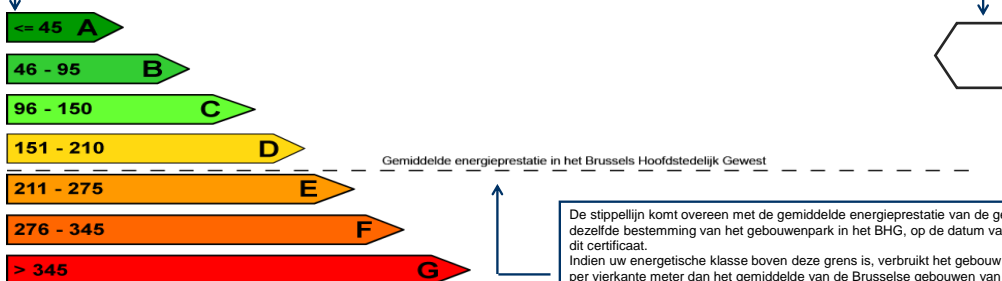 <= 45 A
46 - 95 B
96 - 150 C
151 - 210 D
Gemiddelde energieprestatie in het Brussels Hoofdstedelijk Gewest
211 - 275 E
276 - 345 F
> 345 G
De stippellijn komt overeen met de gemiddelde energieprestatie van de
dezelfde bestemming van het gebouwenpark in het BHG, op de datum
dit certificaat.
Indien uw energetische klasse boven deze grens is, verbruikt het gebouw
per vierkante meter dan het gemiddelde van de Brusselse gebouwen van